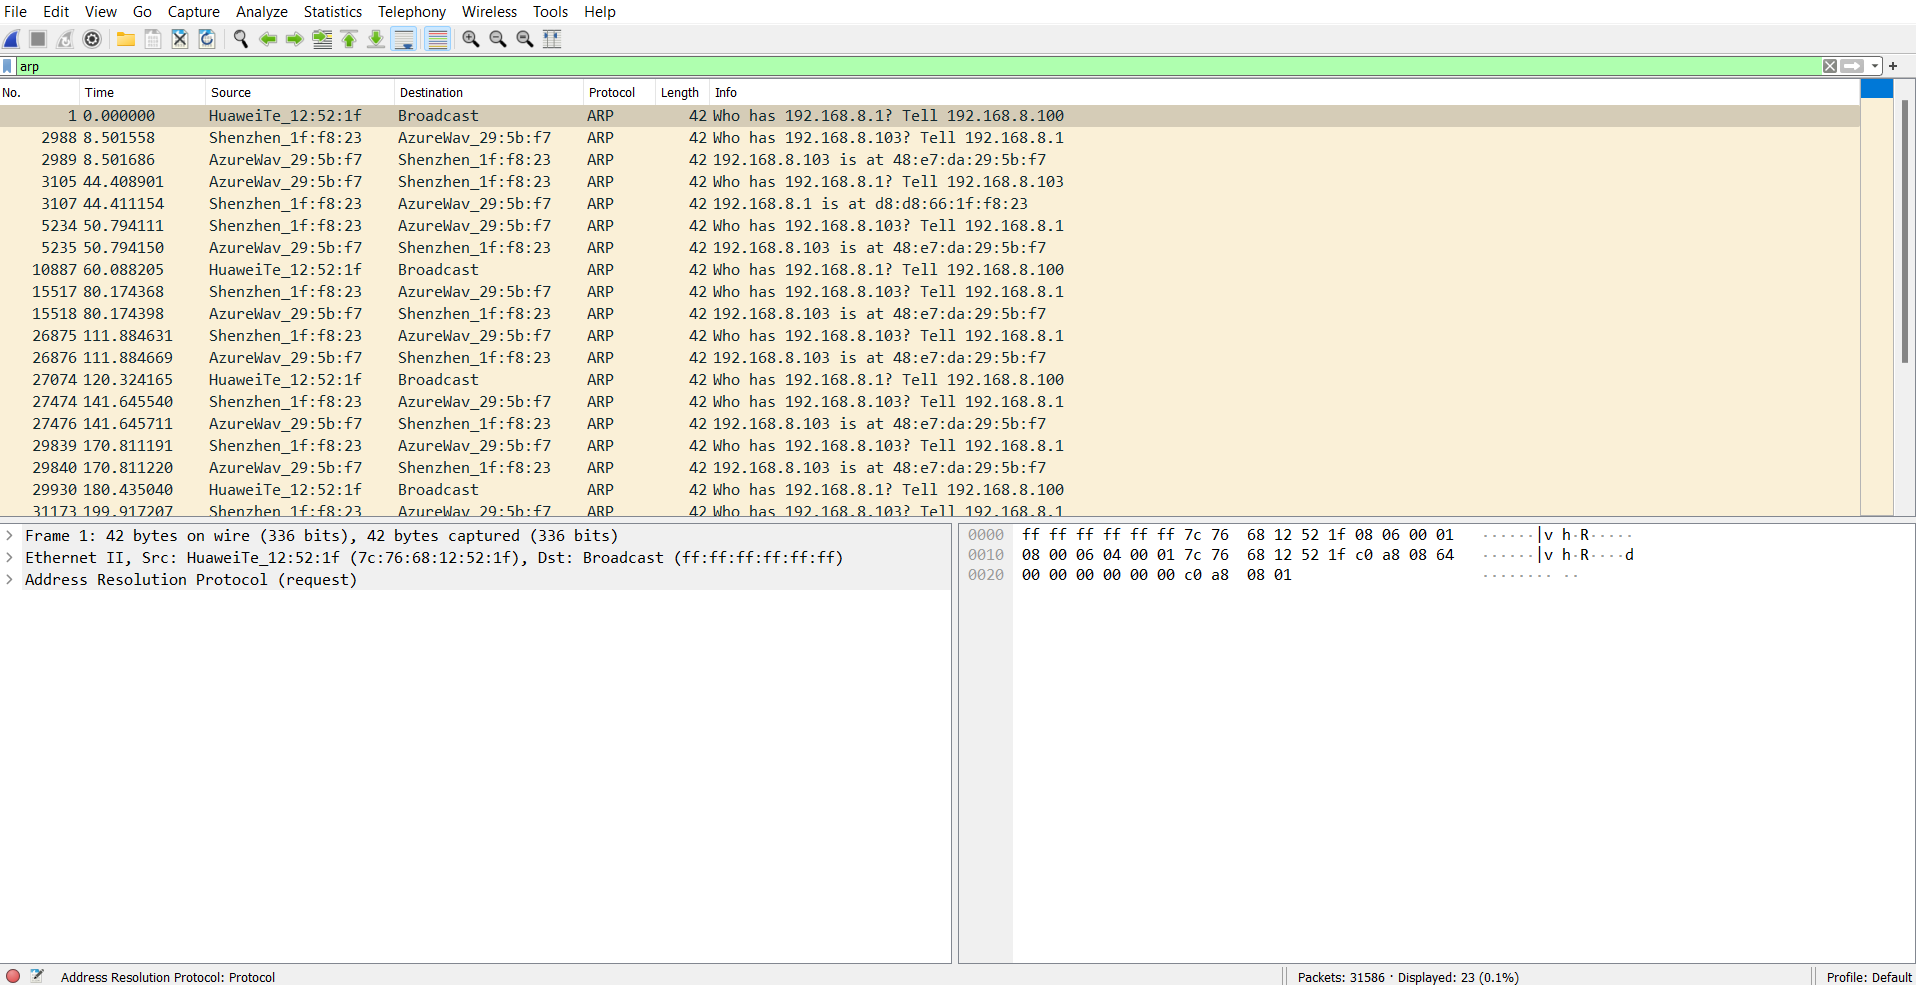 File Edit View Go Capture Analyze Statistics Telephony Wireless Tools Help
arp
No. Time Source Destination Protocol Length Info
1 0.000000 HuaweiTe_12:52:1f Broadcast ARP 42 Who has 192.168.8.1? Tell 192.168.8.100
2988 8.501558 Shenzhen_1f:f8:23 AzureWav_29:5b:f7 ARP 42 Who has 192.168.8.103? Tell 192.168.8.1
2989 8.501686 AzureWav_29:5b:f7 Shenzhen_1f:f8:23 ARP 42 192.168.8.103 is at 48:e7:da:29:5b:f7
3105 44.408901 AzureWav_29:5b:f7 Shenzhen_1f:f8:23 ARP 42 Who has 192.168.8.1? Tell 192.168.8.103
3107 44.411154 Shenzhen_1f:f8:23 AzureWav_29:5b:f7 ARP 42 192.168.8.1 is at d8:d8:66:1f:f8:23
5234 50.794111 Shenzhen_1f:f8:23 AzureWav_29:5b:f7 ARP 42 Who has 192.168.8.103? Tell 192.168.8.1
5235 50.794150 AzureWav_29:5b:f7 Shenzhen_1f:f8:23 ARP 42 192.168.8.103 is at 48:e7:da:29:5b:f7
10887 60.088205 HuaweiTe_12:52:1f Broadcast ARP 42 Who has 192.168.8.1? Tell 192.168.8.100
15517 80.174368 Shenzhen_1f:f8:23 AzureWav_29:5b:f7 ARP 42 Who has 192.168.8.103? Tell 192.168.8.1
15518 80.174398 AzureWav_29:5b:f7 Shenzhen_1f:f8:23 ARP 42 192.168.8.103 is at 48:e7:da:29:5b:f7
26875 111.884631 Shenzhen_1f:f8:23 AzureWav_29:5b:f7 ARP 42 Who has 192.168.8.103? Tell 192.168.8.1
26876 111.884669 AzureWav_29:5b:f7 Shenzhen_1f:f8:23 ARP 42 192.168.8.103 is at 48:e7:da:29:5b:f7
27074 120.324165 HuaweiTe_12:52:1f Broadcast ARP 42 Who has 192.168.8.1? Tell 192.168.8.100
27474 141.645540 Shenzhen_1f:f8:23 AzureWav_29:5b:f7 ARP 42 Who has 192.168.8.103? Tell 192.168.8.1
27476 141.645711 AzureWav_29:5b:f7 Shenzhen_1f:f8:23 ARP 42 192.168.8.103 is at 48:e7:da:29:5b:f7
29839 170.811191 Shenzhen_1f:f8:23 AzureWav_29:5b:f7 ARP 42 Who has 192.168.8.103? Tell 192.168.8.1
29840 170.811220 AzureWav_29:5b:f7 Shenzhen_1f:f8:23 ARP 42 192.168.8.103 is at 48:e7:da:29:5b:f7
29930 180.435040 HuaweiTe_12:52:1f Broadcast ARP 42 Who has 192.168.8.1? Tell 192.168.8.100
31173 199.917207 Shenzhen_1f:f8:23 AzureWav_29:5b:f7 ARP 42 Who has 192.168.8.103? Tell 192.168.8.1
Frame 1: 42 bytes on wire (336 bits), 42 bytes captured (336 bits)
Ethernet II, Src: HuaweiTe_12:52:1f (7c:76:68:12:52:1f), Dst: Broadcast (ff:ff:ff:ff:ff:ff)
Address Resolution Protocol (request)
0000 ff ff ff ff ff ff 7c 76 68 12 52 1f 08 06 00 01 ······|v h·R·····
0010 08 00 06 04 00 01 7c 76 68 12 52 1f c0 a8 08 64 ······|v h·R····d
0020 00 00 00 00 00 00 c0 a8 08 01 ········ ··
Address Resolution Protocol: Protocol
Packets: 31586 · Displayed: 23 (0.1%)
Profile: Default